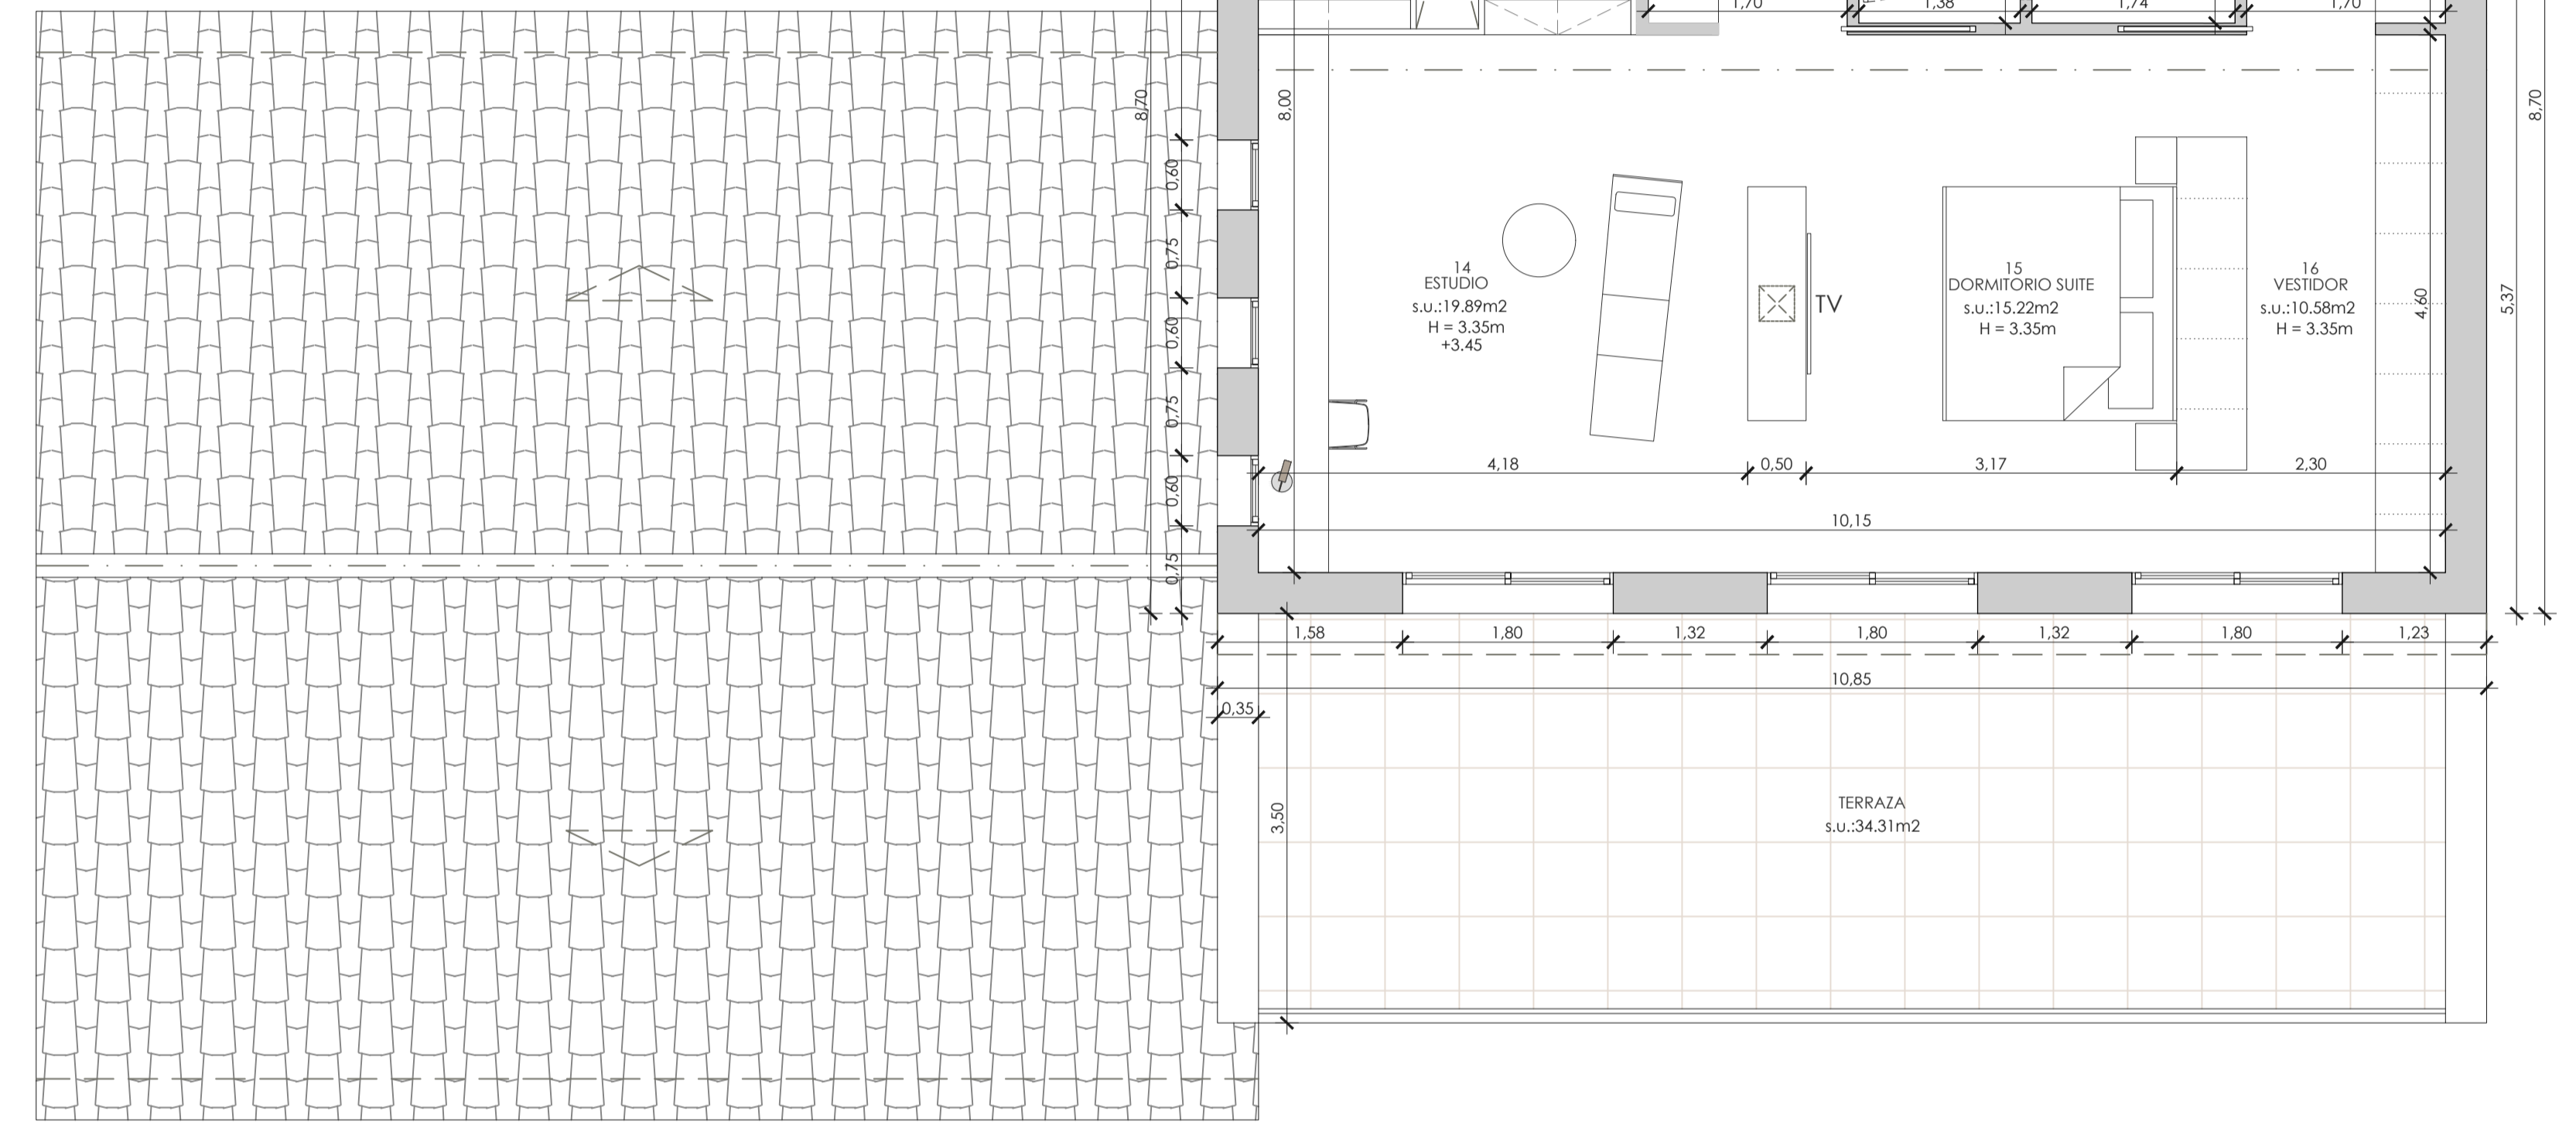 1,70
1,38
1,74
1,70
8,70
8,00
8,70
0,60
0,75
0,60
0,75
0,60
0,75
14
ESTUDIO
s.u.:19.89m2
H = 3.35m
+3.45
TV
15
DORMITORIO SUITE
s.u.:15.22m2
H = 3.35m
16
VESTIDOR
s.u.:10.58m2
H = 3.35m
4,60
5,37
4,18
0,50
3,17
2,30
10,15
1,58
1,80
1,32
1,80
1,32
1,80
1,23
10,85
0,35
3,50
TERRAZA
s.u.:34.31m2